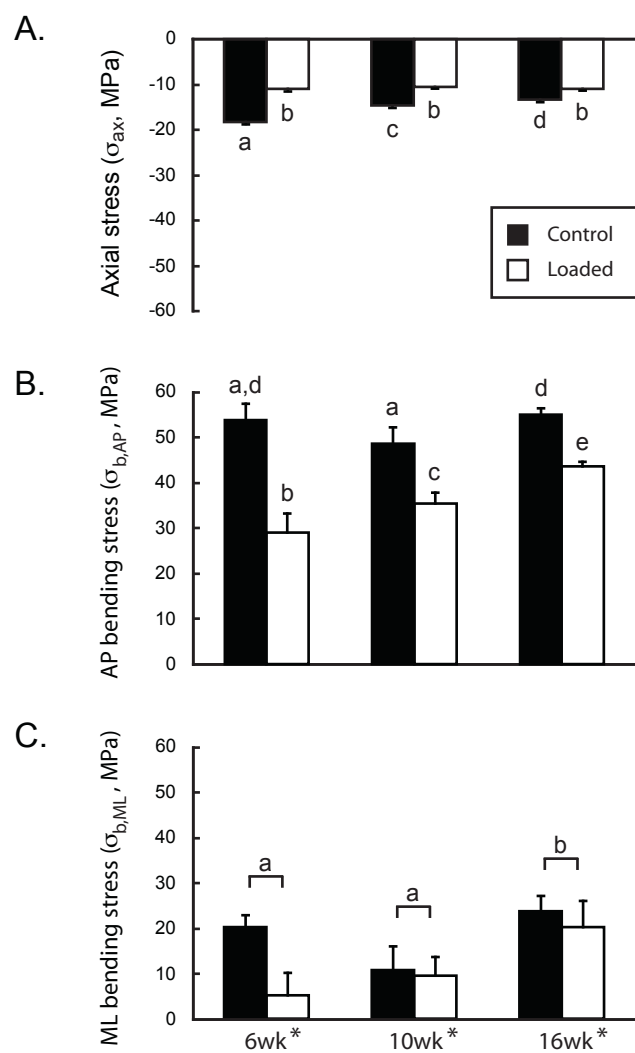 A.
Axial stress (σax, MPa)
0
-10
-20
-30
-40
-50
-60
a
b
c
b
d
b
Control
Loaded
B.
AP bending stress (σb,AP, MPa)
60
50
40
30
20
10
0
a,d
b
a
c
d
e
C.
ML bending stress (σb,ML, MPa)
60
50
40
30
20
10
0
a
a
b
6wk* 10wk* 16wk*